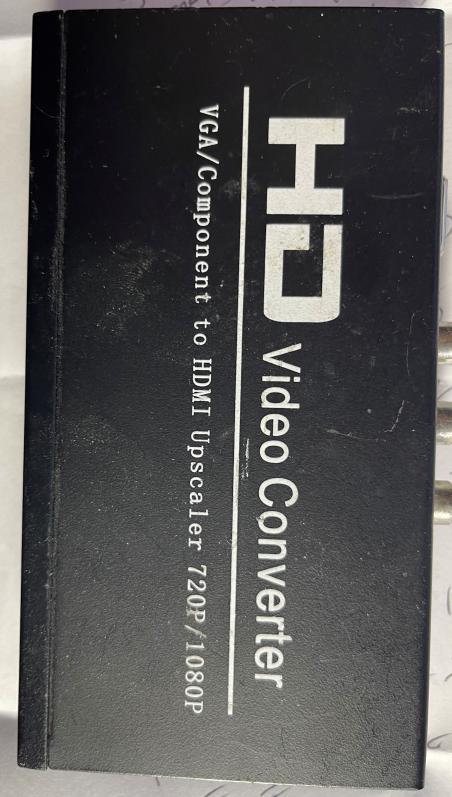 HD Video Converter
VGA/Component to HDMI Upscaler 720P/1080P